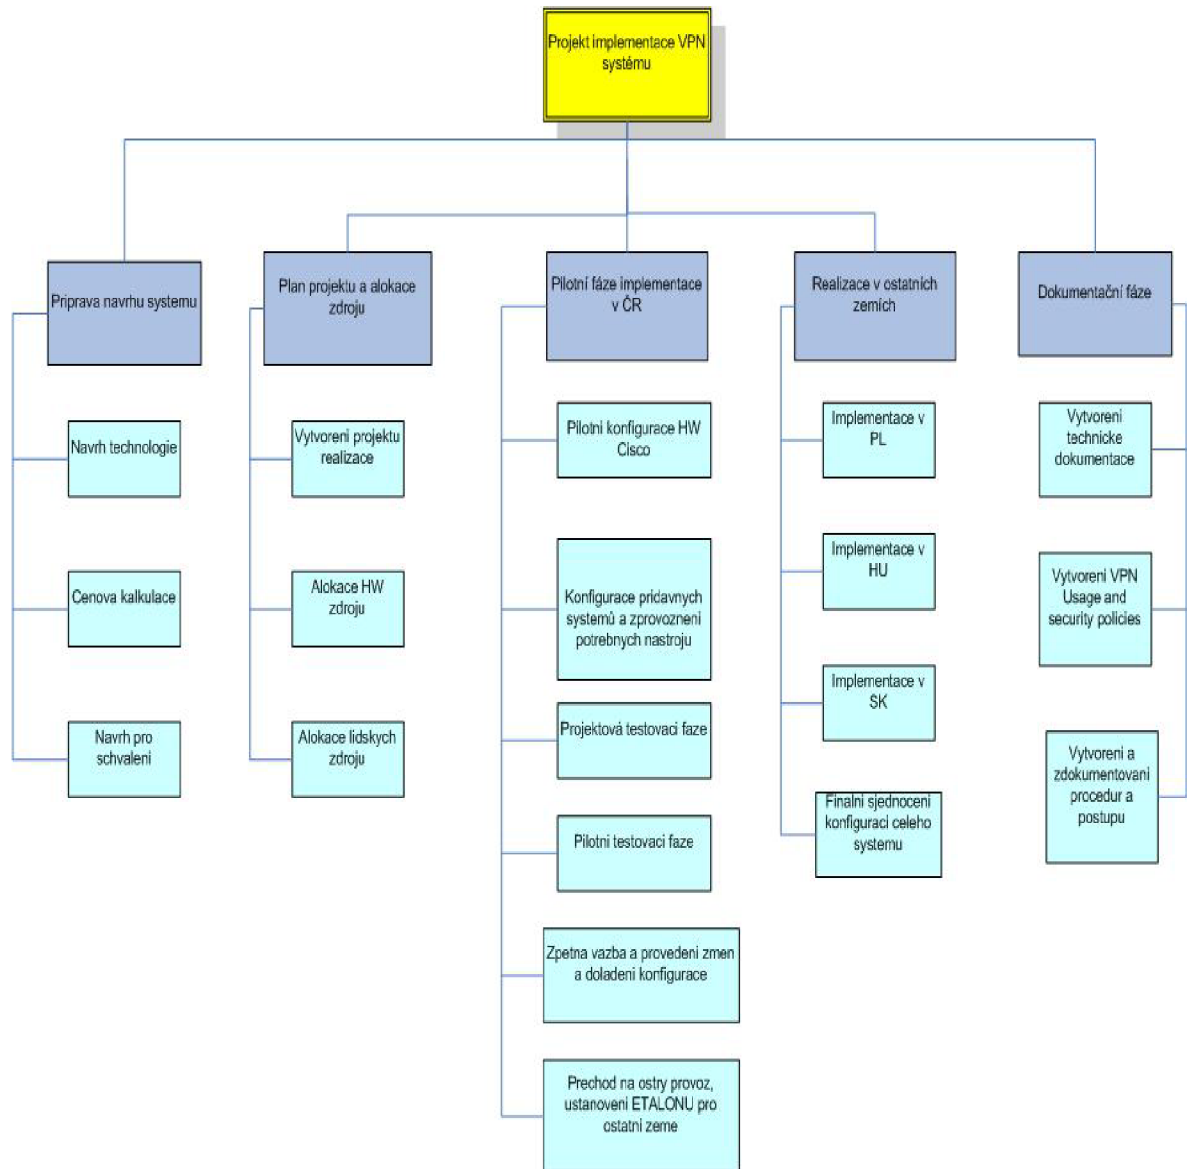 Projekt implementace VPN
systému
Priprava navrhu systemu
Navrh technologie
Cenova kalkulace
Navrh pro
schvaleni
Plan projektu a alokace
zdroju
Vytvoreni projektu
realizace
Alokace HW
zdroju
Alokace lidskych
zdroju
Pilotní fáze implementace
v ČR
Pilotni konfigurace HW
Cisco
Konfigurace pridavnych
systemů a zprovozneni
potrebnych nastroju
Projektová testovaci faze
Pilotni testovaci faze
Zpetna vazba a provedeni zmen
a doladeni konfigurace
Prechod na ostry provoz,
ustanoveni ETALONU pro
ostatni zeme
Realizace v ostatních
zemích
Implementace v
PL
Implementace v
HU
Implementace v
SK
Finalni sjednoceni
konfiguraci celeho
systemu
Dokumentační fáze
Vytvoreni
technicke
dokumentace
Vytvoreni VPN
Usage and
security policies
Vytvoreni a
zdokumentovani
procedur a
postupu